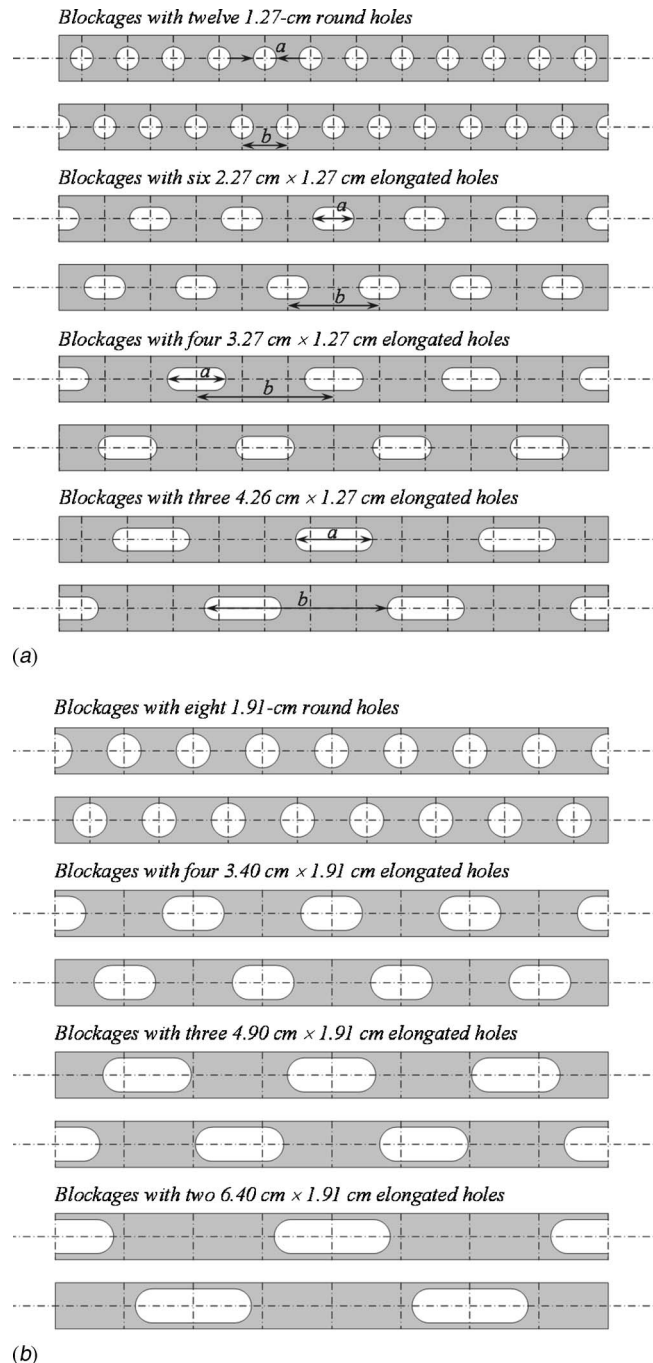 Blockages with twelve 1.27-cm round holes
a
b
Blockages with six 2.27 cm × 1.27 cm elongated holes
a
b
Blockages with four 3.27 cm × 1.27 cm elongated holes
a
b
Blockages with three 4.26 cm × 1.27 cm elongated holes
a
b
(a)
Blockages with eight 1.91-cm round holes
Blockages with four 3.40 cm × 1.91 cm elongated holes
Blockages with three 4.90 cm × 1.91 cm elongated holes
Blockages with two 6.40 cm × 1.91 cm elongated holes
(b)